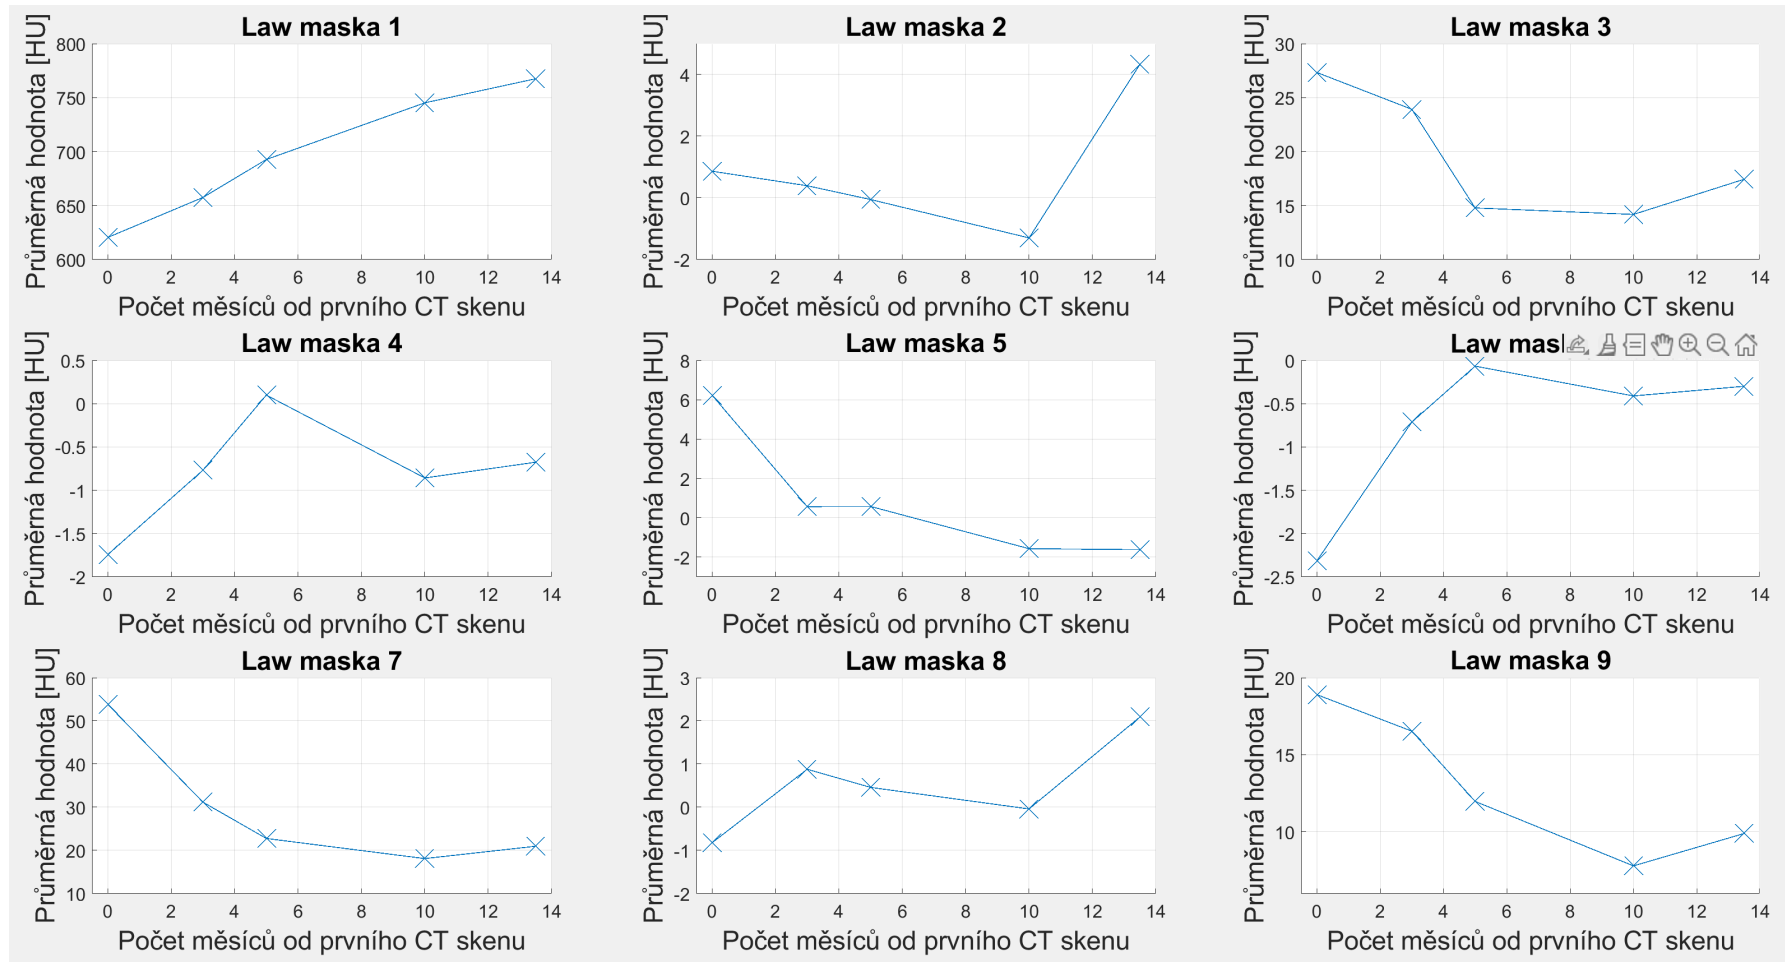 Law maska 1
Průměrná hodnota [HU]
800
750
700
650
600
0 2 4 6 8 10 12 14
Počet měsíců od prvního CT skenu
Law maska 2
Průměrná hodnota [HU]
4
2
0
-2
0 2 4 6 8 10 12 14
Počet měsíců od prvního CT skenu
Law maska 3
Průměrná hodnota [HU]
30
25
20
15
10
0 2 4 6 8 10 12 14
Počet měsíců od prvního CT skenu
Law maska 4
Průměrná hodnota [HU]
0.5
0
-0.5
-1
-1.5
-2
0 2 4 6 8 10 12 14
Počet měsíců od prvního CT skenu
Law maska 5
Průměrná hodnota [HU]
8
6
4
2
0
-2
0 2 4 6 8 10 12 14
Počet měsíců od prvního CT skenu
Law
Průměrná hodnota [HU]
0
-0.5
-1
-1.5
-2
-2.5
0 2 4 6 8 10 12 14
Počet měsíců od prvního CT skenu
Law maska 7
Průměrná hodnota [HU]
60
50
40
30
20
10
0 2 4 6 8 10 12 14
Počet měsíců od prvního CT skenu
Law maska 8
Průměrná hodnota [HU]
3
2
1
0
-1
-2
0 2 4 6 8 10 12 14
Počet měsíců od prvního CT skenu
Law maska 9
Průměrná hodnota [HU]
20
15
10
0 2 4 6 8 10 12 14
Počet měsíců od prvního CT skenu